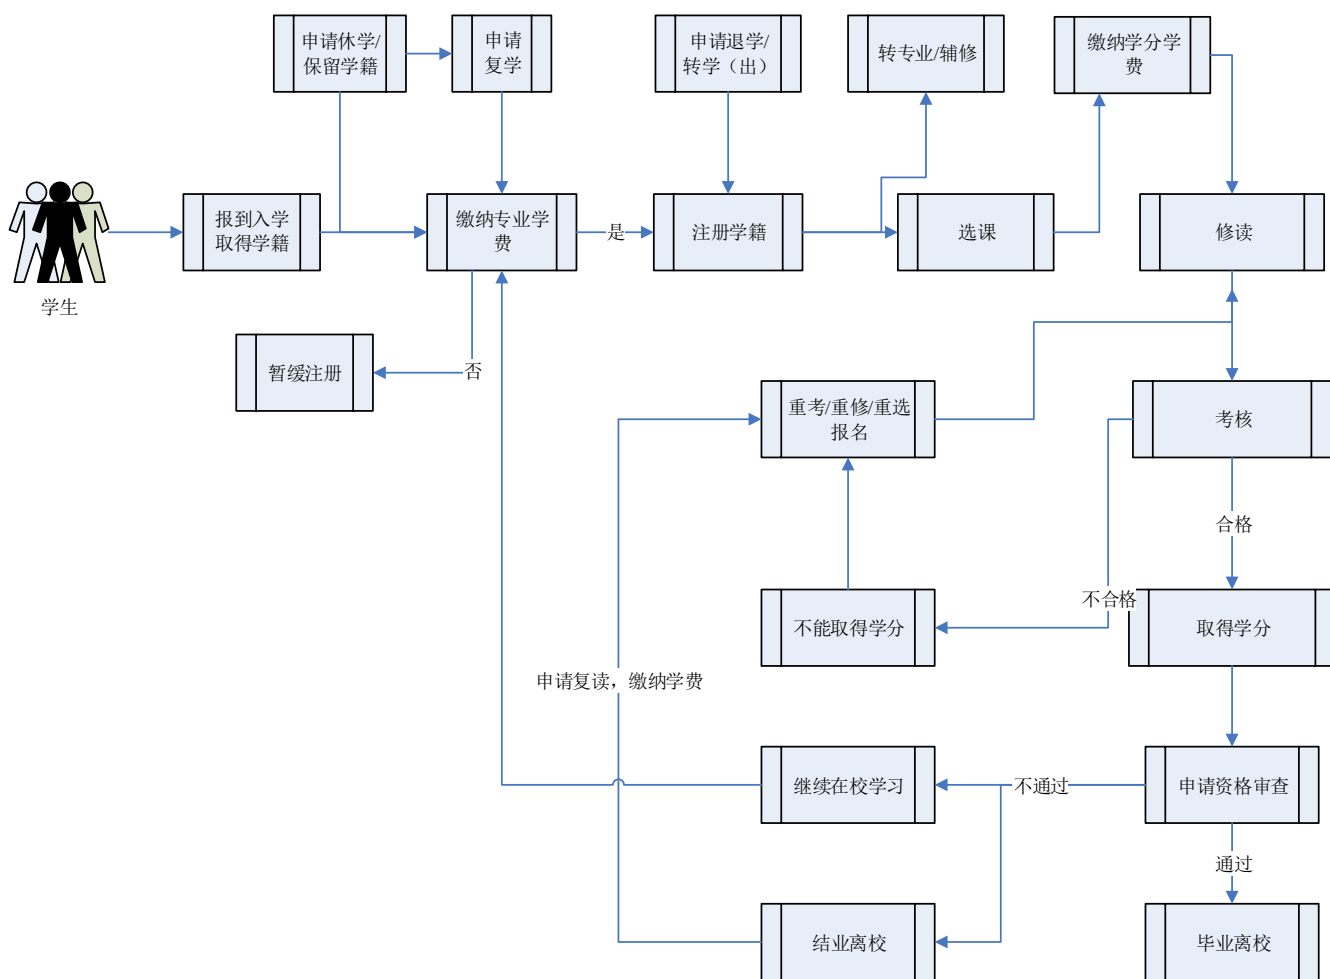 申请休学/
保留学籍
申请
复学
申请退学/
转学（出）
转专业/辅修
缴纳学分学
费
报到入学
取得学籍
缴纳专业学
费
是
注册学籍
选课
修读
学生
暂缓注册
否
重考/重修/重选
报名
考核
合格
不合格
不能取得学分
取得学分
申请复读，缴纳学费
继续在校学习
不通过
申请资格审查
通过
结业离校
毕业离校